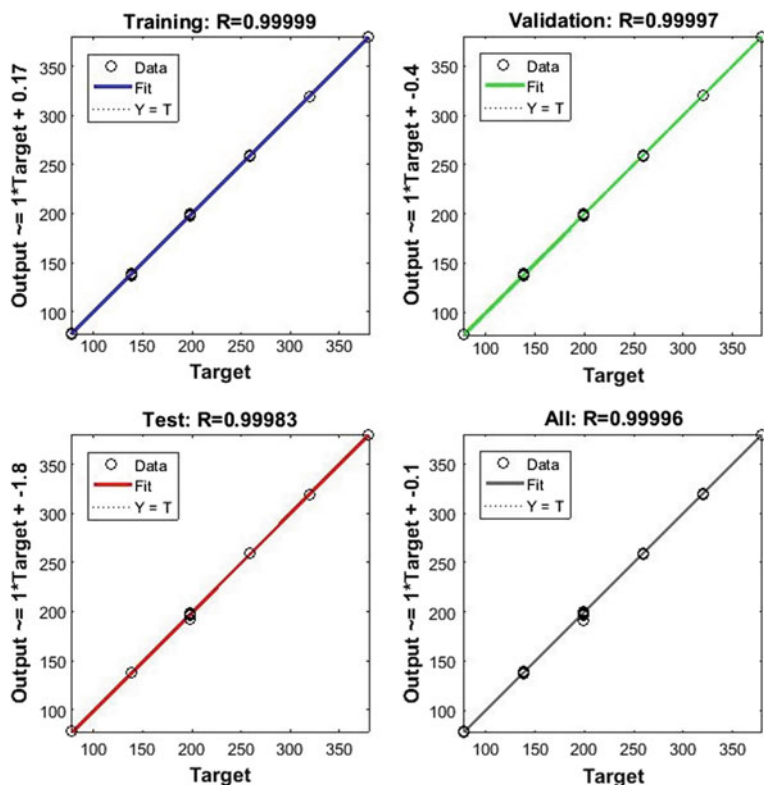 Training: R=0.99999
Output ~= 1*Target + 0.17
350
300
250
200
150
100
Data
Fit
Y = T
100 150 200 250 300 350
Target
Validation: R=0.99997
Output ~= 1*Target + -0.4
350
300
250
200
150
100
Data
Fit
Y = T
100 150 200 250 300 350
Target
Test: R=0.99983
Output ~= 1*Target + -1.8
350
300
250
200
150
100
Data
Fit
Y = T
100 150 200 250 300 350
Target
All: R=0.99996
Output ~= 1*Target + -0.1
350
300
250
200
150
100
Data
Fit
Y = T
100 150 200 250 300 350
Target